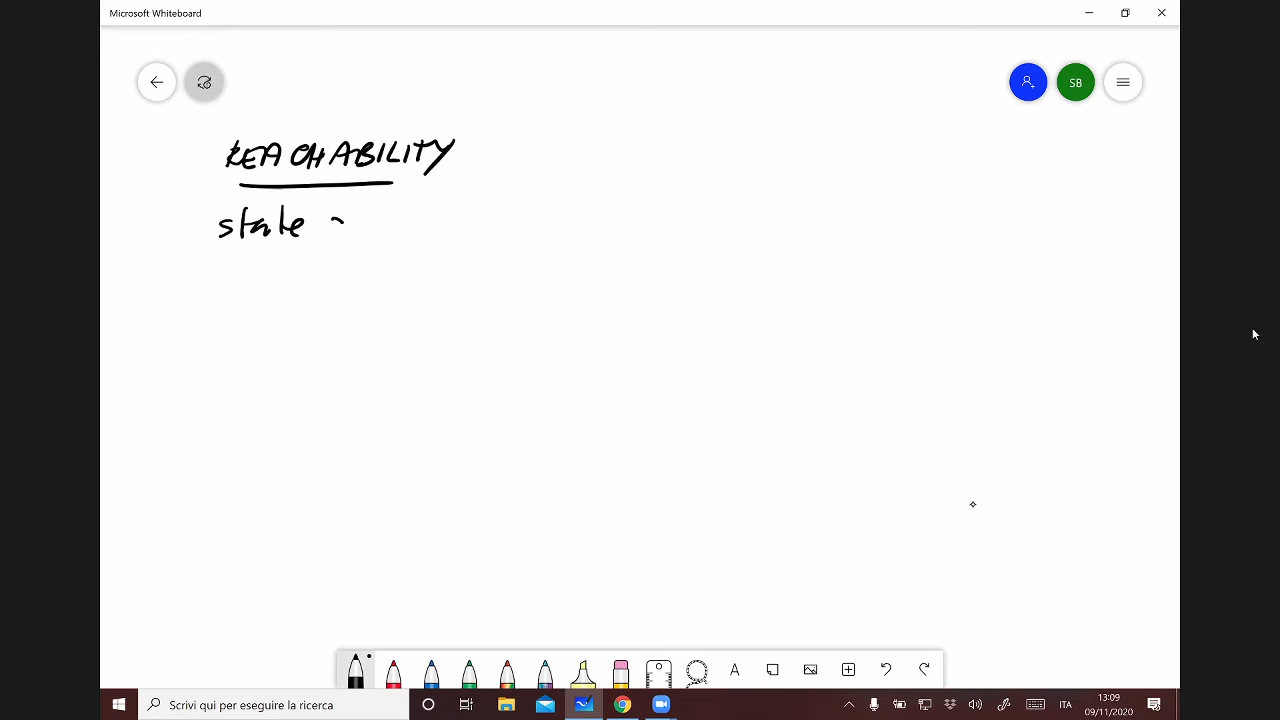 Microsoft Whiteboard
SB
REACHABILITY
state
A
Scrivi qui per eseguire la ricerca
ITA
13:09
09/11/2020